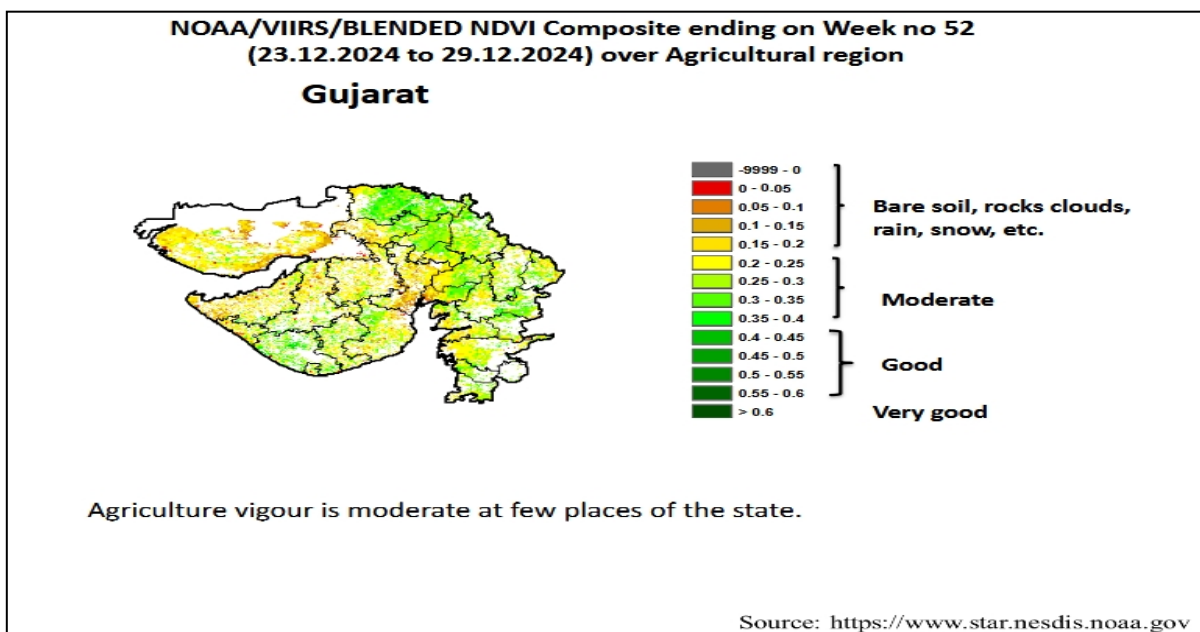 NOAA/VIIRS/BLENDED NDVI Composite ending on Week no 52
(23.12.2024 to 29.12.2024) over Agricultural region
Gujarat
-9999 - 0
0 - 0.05
0.05 - 0.1
0.1 - 0.15
0.15 - 0.2
0.2 - 0.25
0.25 - 0.3
0.3 - 0.35
0.35 - 0.4
0.4 - 0.45
0.45 - 0.5
0.5 - 0.55
0.55 - 0.6
> 0.6
Bare soil, rocks clouds,
rain, snow, etc.
Moderate
Good
Very good
Agriculture vigour is moderate at few places of the state.
Source: https://www.star.nesdis.noaa.gov